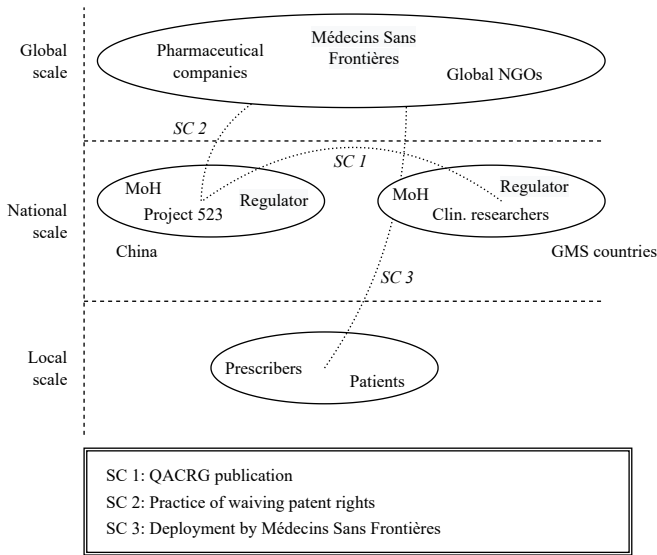 Global
scale
Pharmaceutical
companies
Médecins Sans
Frontières
Global NGOs
SC 2
SC 1
National
scale
MoH
Project 523
Regulator
China
MoH
Regulator
Clin. researchers
GMS countries
SC 3
Local
scale
Prescribers
Patients
SC 1: QACRG publication
SC 2: Practice of waiving patent rights
SC 3: Deployment by Médecins Sans Frontières